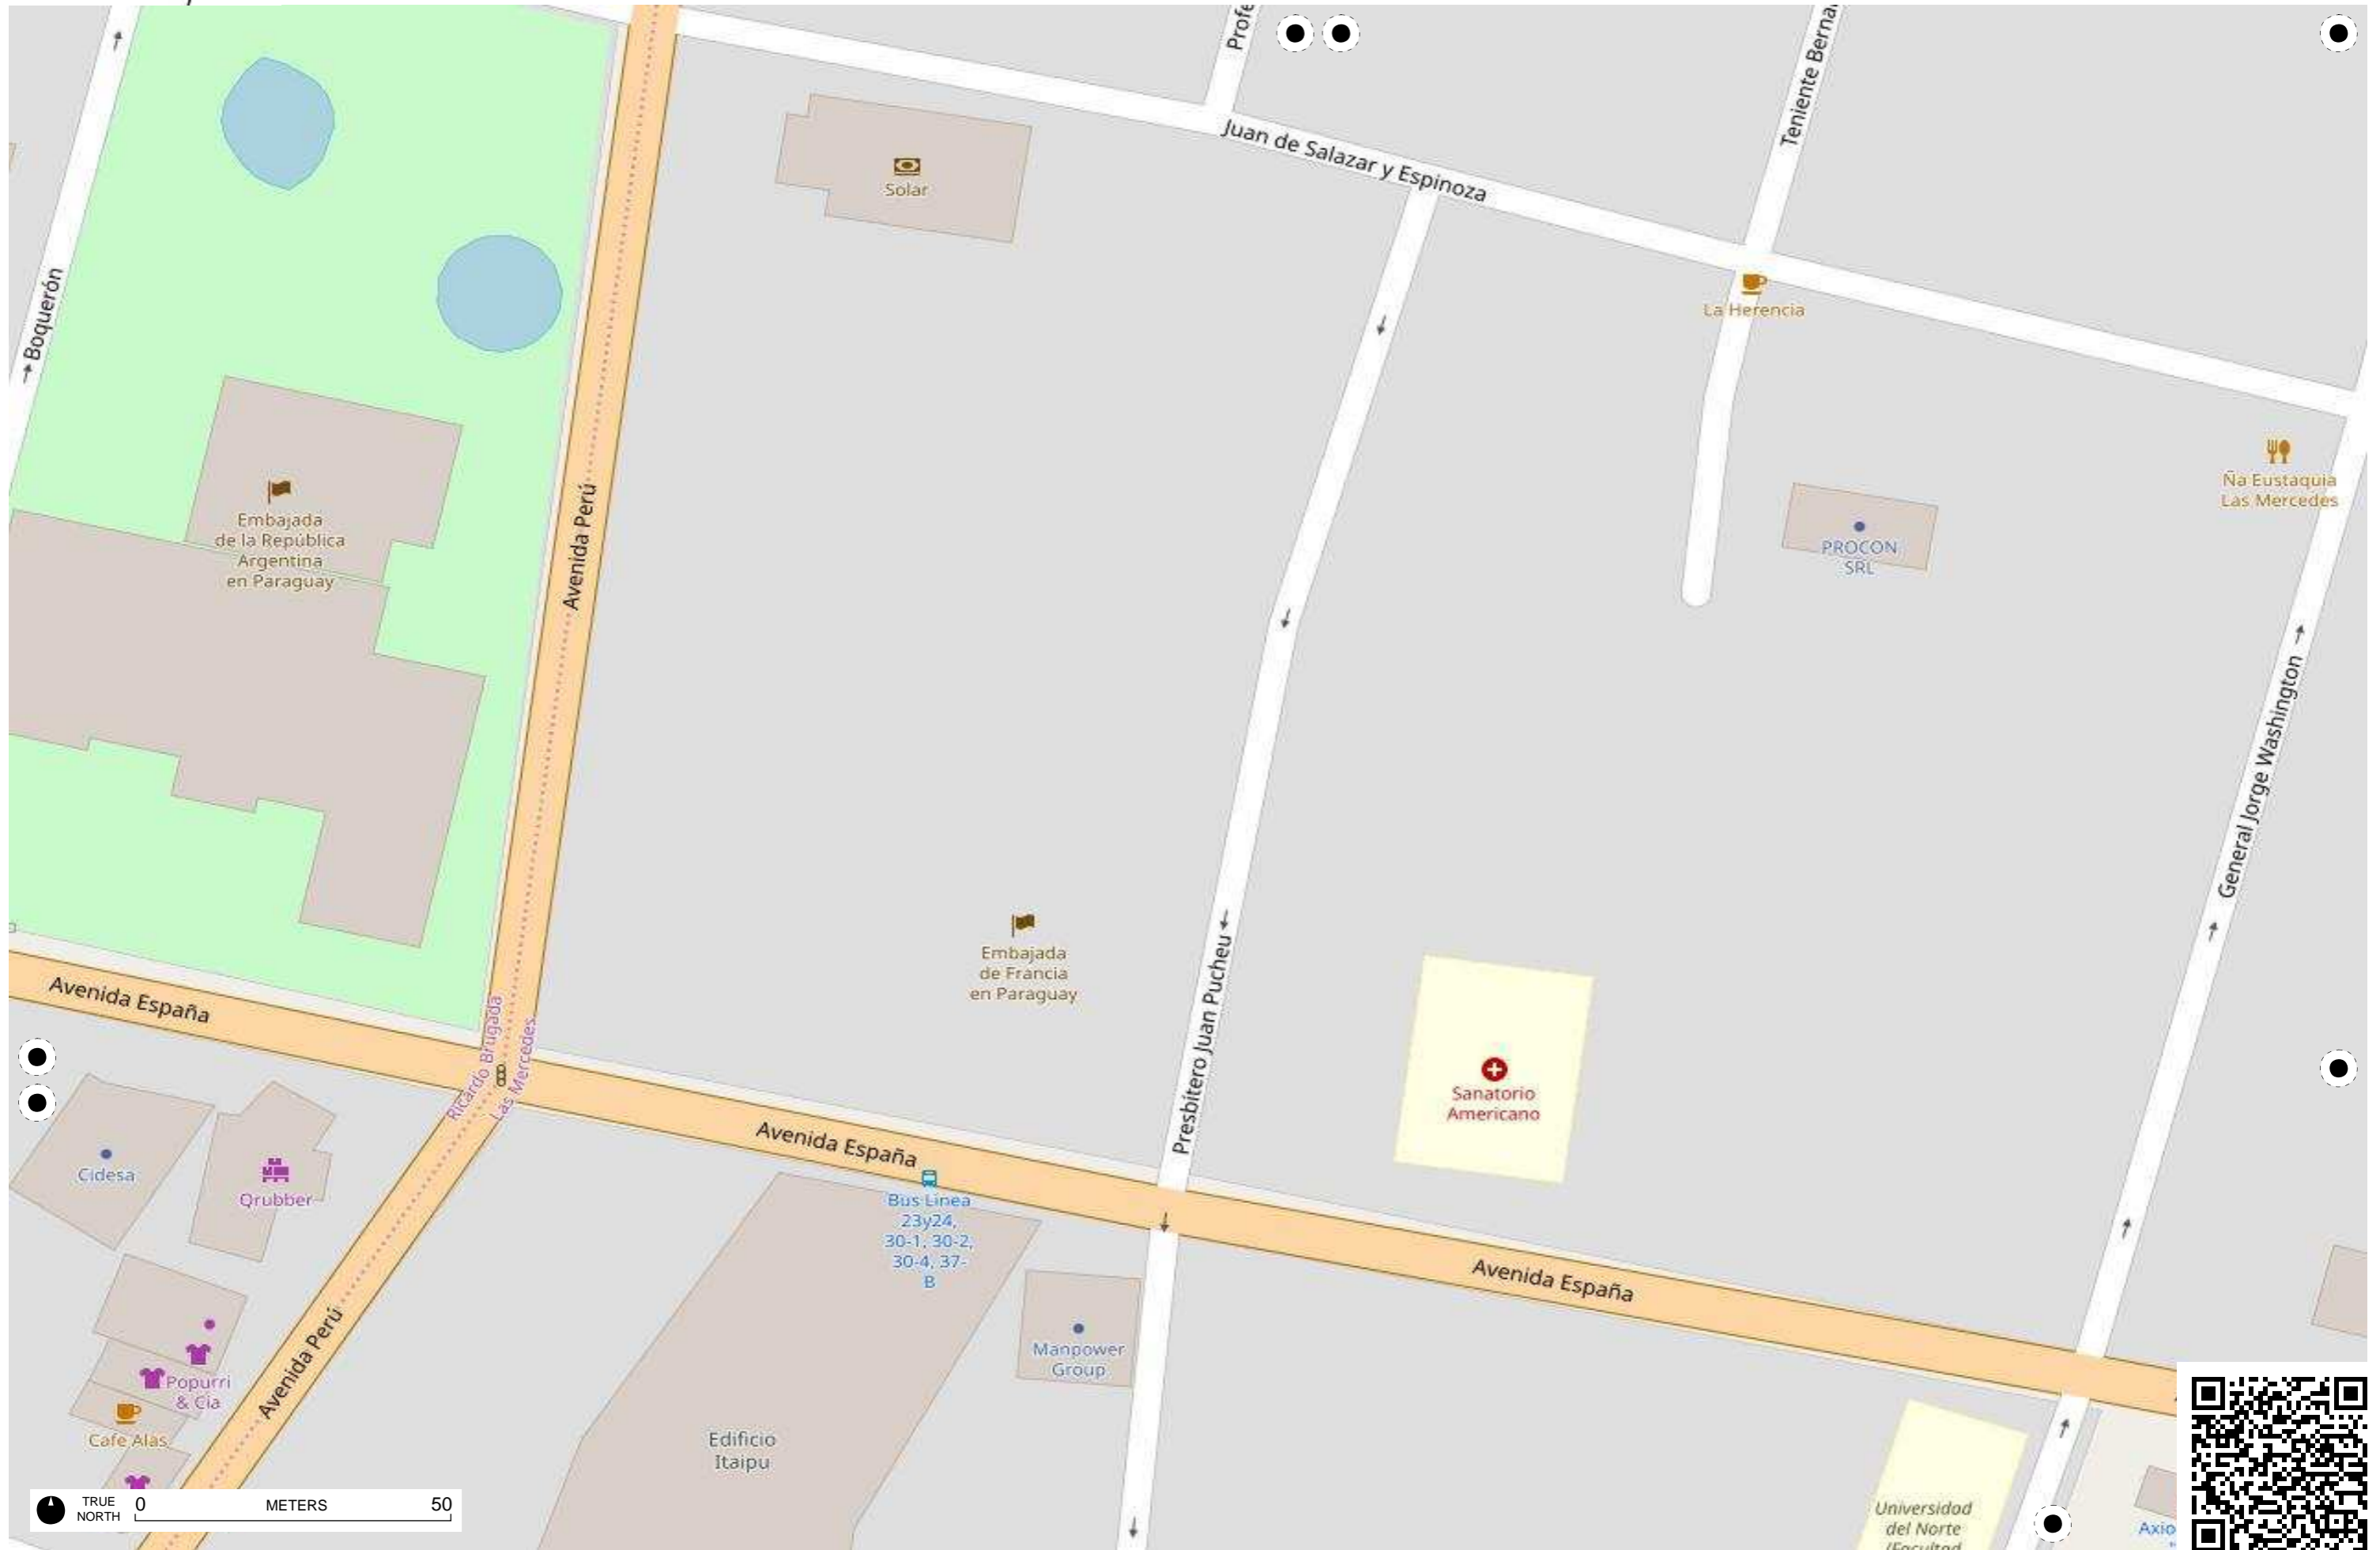 Juan de Salazar y Espinoza
Solar
Boquerón
La Herencia
Ña Eustaquia
Las Mercedes
Embajada
de la República
Argentina
en Paraguay
Avenida Perú
PROCON
SRL
General Jorge Washington
Embajada
de Francia
en Paraguay
Presbítero Juan Pucheu
Avenida España
Ricardo Brugada
Las Mercedes
Sanatorio
Americano
Avenida España
Cidesa
Qrubber
Bus Linea
23y24,
30-1, 30-2,
30-4, 37-
B
Avenida España
Manpower
Group
Avenida Perú
Popurri
& Cia
Cafe Alas
Edificio
Itaipu
Universidad
del Norte
(Facultad
TRUE
NORTH
0 METERS 50
Teniente